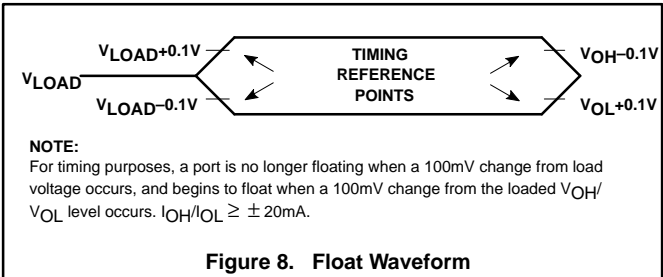 VLOAD+0.1V TIMING VOH–0.1V
VLOAD REFERENCE
VLOAD–0.1V POINTS VOL+0.1V
NOTE:
For timing purposes, a port is no longer floating when a 100mV change from load
voltage occurs, and begins to float when a 100mV change from the loaded VOH/
VOL level occurs. IOH/IOL ≥ ± 20mA.
Figure 8. Float Waveform